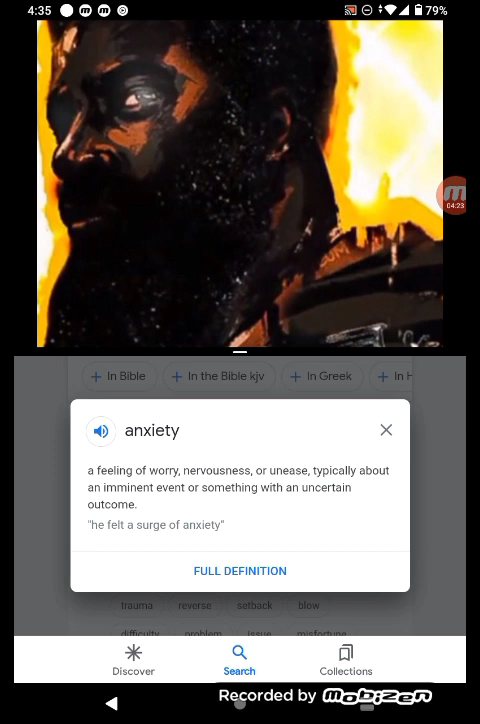 4:35
79%
04:23
In Bible
In the Bible kjv
In Greek
In H
anxiety
a feeling of worry, nervousness, or unease, typically about
an imminent event or something with an uncertain
outcome.
"he felt a surge of anxiety"
FULL DEFINITION
trauma reverse setback blow
difficulty problem issue misfortune
Discover Search Collections
Recorded by Mobizen